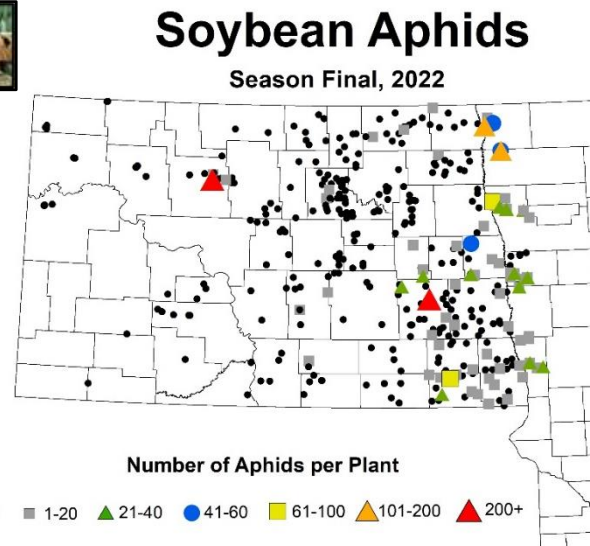 Soybean Aphids
Season Final, 2022
Number of Aphids per Plant
1-20 21-40 41-60 61-100 101-200 200+